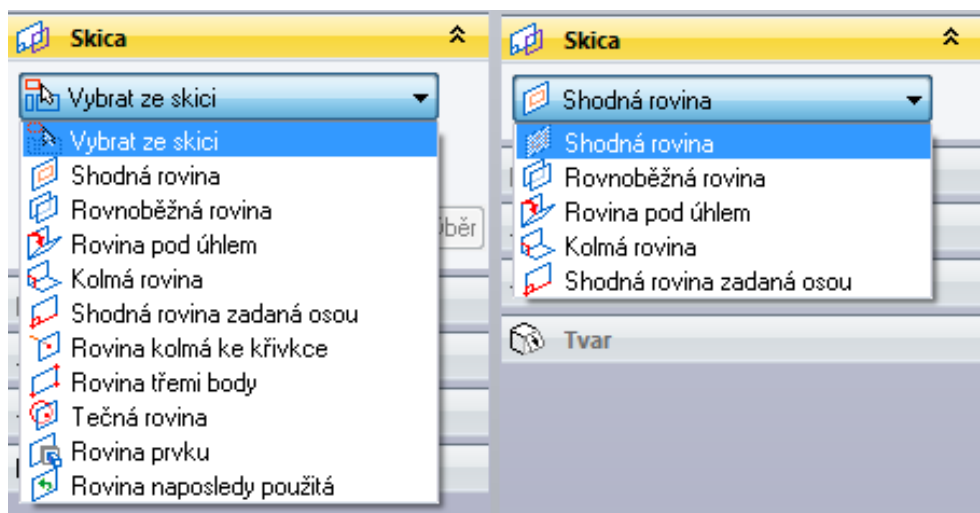 Skica
Vybrat ze skici
Vybrat ze skici
Shodná rovina
Rovnoběžná rovina
Rovina pod úhlem
Kolmá rovina
Shodná rovina zadaná osou
Rovina kolmá ke křivkce
Rovina třemi body
Tečná rovina
Rovina prvku
Rovina naposledy použitá
Skica
Shodná rovina
Shodná rovina
Rovnoběžná rovina
Rovina pod úhlem
Kolmá rovina
Shodná rovina zadaná osou
Tvar